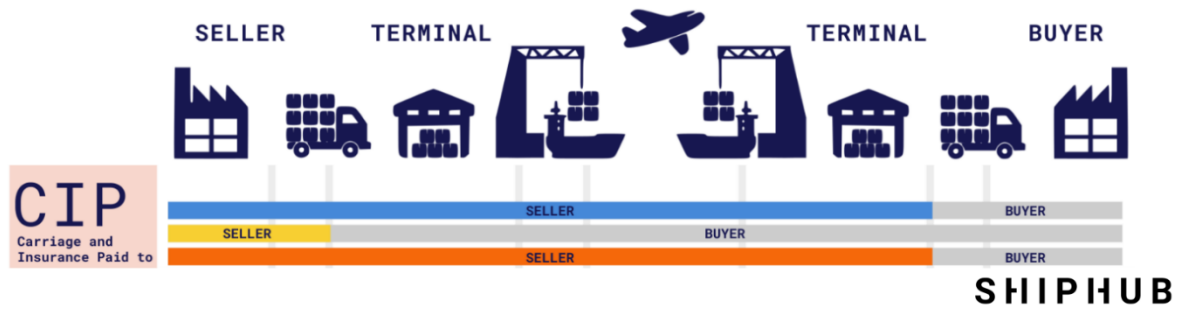 SELLER
TERMINAL
TERMINAL
BUYER
CIP
Carriage and
Insurance Paid to
SELLER
BUYER
SELLER
BUYER
SELLER
BUYER
SHIPHUB